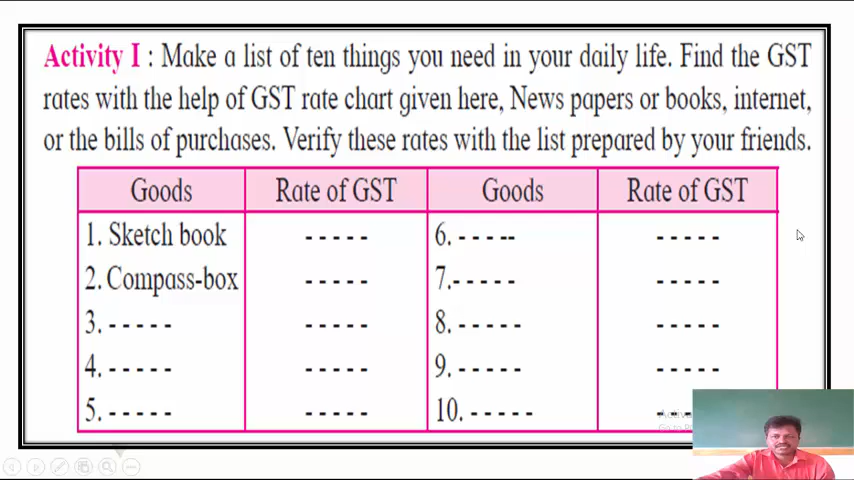 Activity I : Make a list of ten things you need in your daily life. Find the GST
rates with the help of GST rate chart given here, News papers or books, internet,
or the bills of purchases. Verify these rates with the list prepared by your friends.
Goods Rate of GST Goods Rate of GST
1. Sketch book - - - - - 6. - - - -- - - - - -
2. Compass-box - - - - - 7.- - - - - - - - - -
3. - - - - - - - - - - 8. - - - - - - - - - -
4. - - - - - - - - - - 9. - - - - - - - - - -
5. - - - - - - - - - - 10. - - - - -